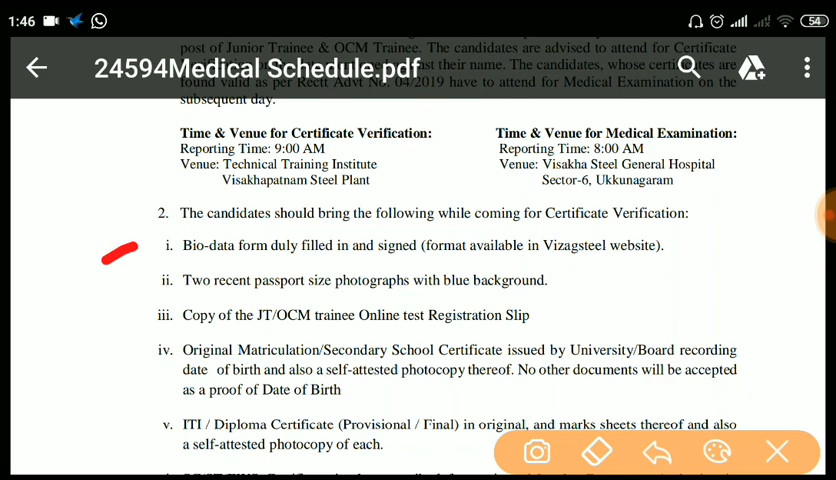 1:46
54
post of Junior Trainee & OCM Trainee. The candidates are advised to attend for Certificate
24594Medical Schedule.pdf
against their name. The candidates, whose certificates are
found valid as per Rectt Advt No. 04/2019 have to attend for Medical Examination on the
subsequent day.
Time & Venue for Certificate Verification:
Reporting Time: 9:00 AM
Venue: Technical Training Institute
Visakhapatnam Steel Plant
Time & Venue for Medical Examination:
Reporting Time: 8:00 AM
Venue: Visakha Steel General Hospital
Sector-6, Ukkunagaram
2. The candidates should bring the following while coming for Certificate Verification:
i. Bio-data form duly filled in and signed (format available in Vizagsteel website).
ii. Two recent passport size photographs with blue background.
iii. Copy of the JT/OCM trainee Online test Registration Slip
iv. Original Matriculation/Secondary School Certificate issued by University/Board recording
date of birth and also a self-attested photocopy thereof. No other documents will be accepted
as a proof of Date of Birth
v. ITI / Diploma Certificate (Provisional / Final) in original, and marks sheets thereof and also
a self-attested photocopy of each.